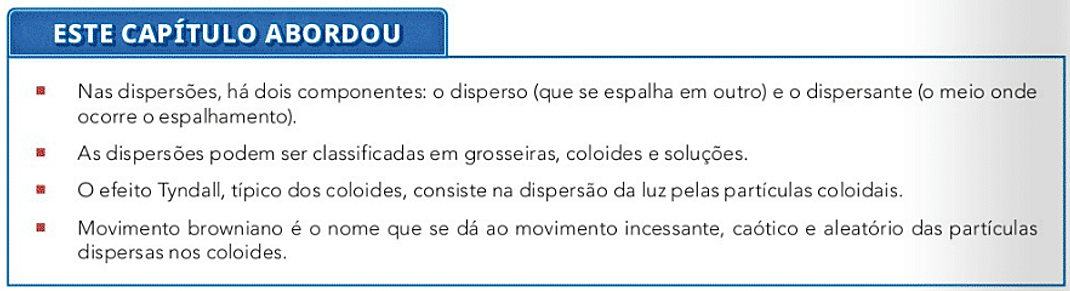 ESTE CAPÍTULO ABORDOU
Nas dispersões, há dois componentes: o disperso (que se espalha em outro) e o dispersante (o meio onde
ocorre o espalhamento).
As dispersões podem ser classificadas em grosseiras, coloides e soluções.
O efeito Tyndall, típico dos coloides, consiste na dispersão da luz pelas partículas coloidais.
Movimento browniano é o nome que se dá ao movimento incessante, caótico e aleatório das partículas
dispersas nos coloides.